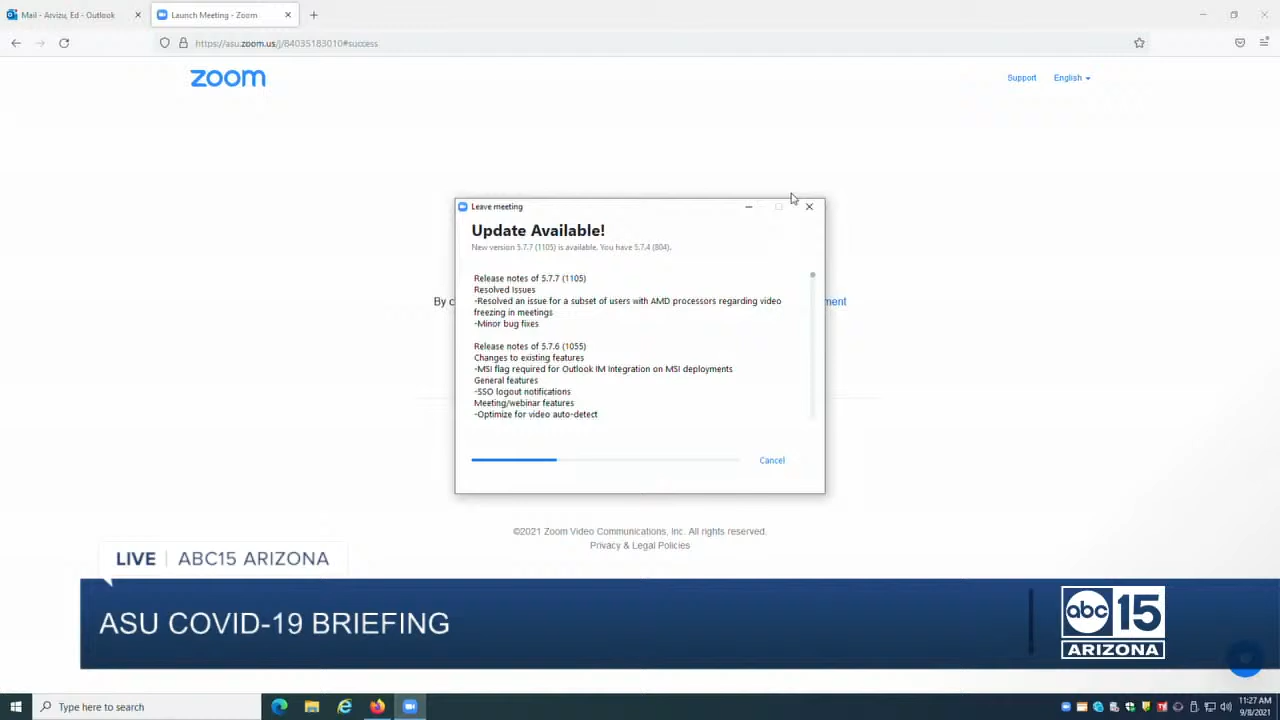 Mail - Arvizu, Ed - Outlook
Launch Meeting - Zoom
https://asu.zoom.us/j/84035183010#success
zoom
Support
English
Leave meeting
Update Available!
New version 5.7.7 (1105) is available. You have 5.7.4 (804).
Release notes of 5.7.7 (1105)
Resolved Issues
-Resolved an issue for a subset of users with AMD processors regarding video
freezing in meetings
-Minor bug fixes
By c
ment
Release notes of 5.7.6 (1055)
Changes to existing features
-MSI flag required for Outlook IM Integration on MSI deployments
General features
-SSO logout notifications
Meeting/webinar features
-Optimize for video auto-detect
Cancel
©2021 Zoom Video Communications, Inc. All rights reserved.
Privacy & Legal Policies
LIVE | ABC15 ARIZONA
ASU COVID-19 BRIEFING
abc 15
ARIZONA
Type here to search
11:27 AM
9/8/2021